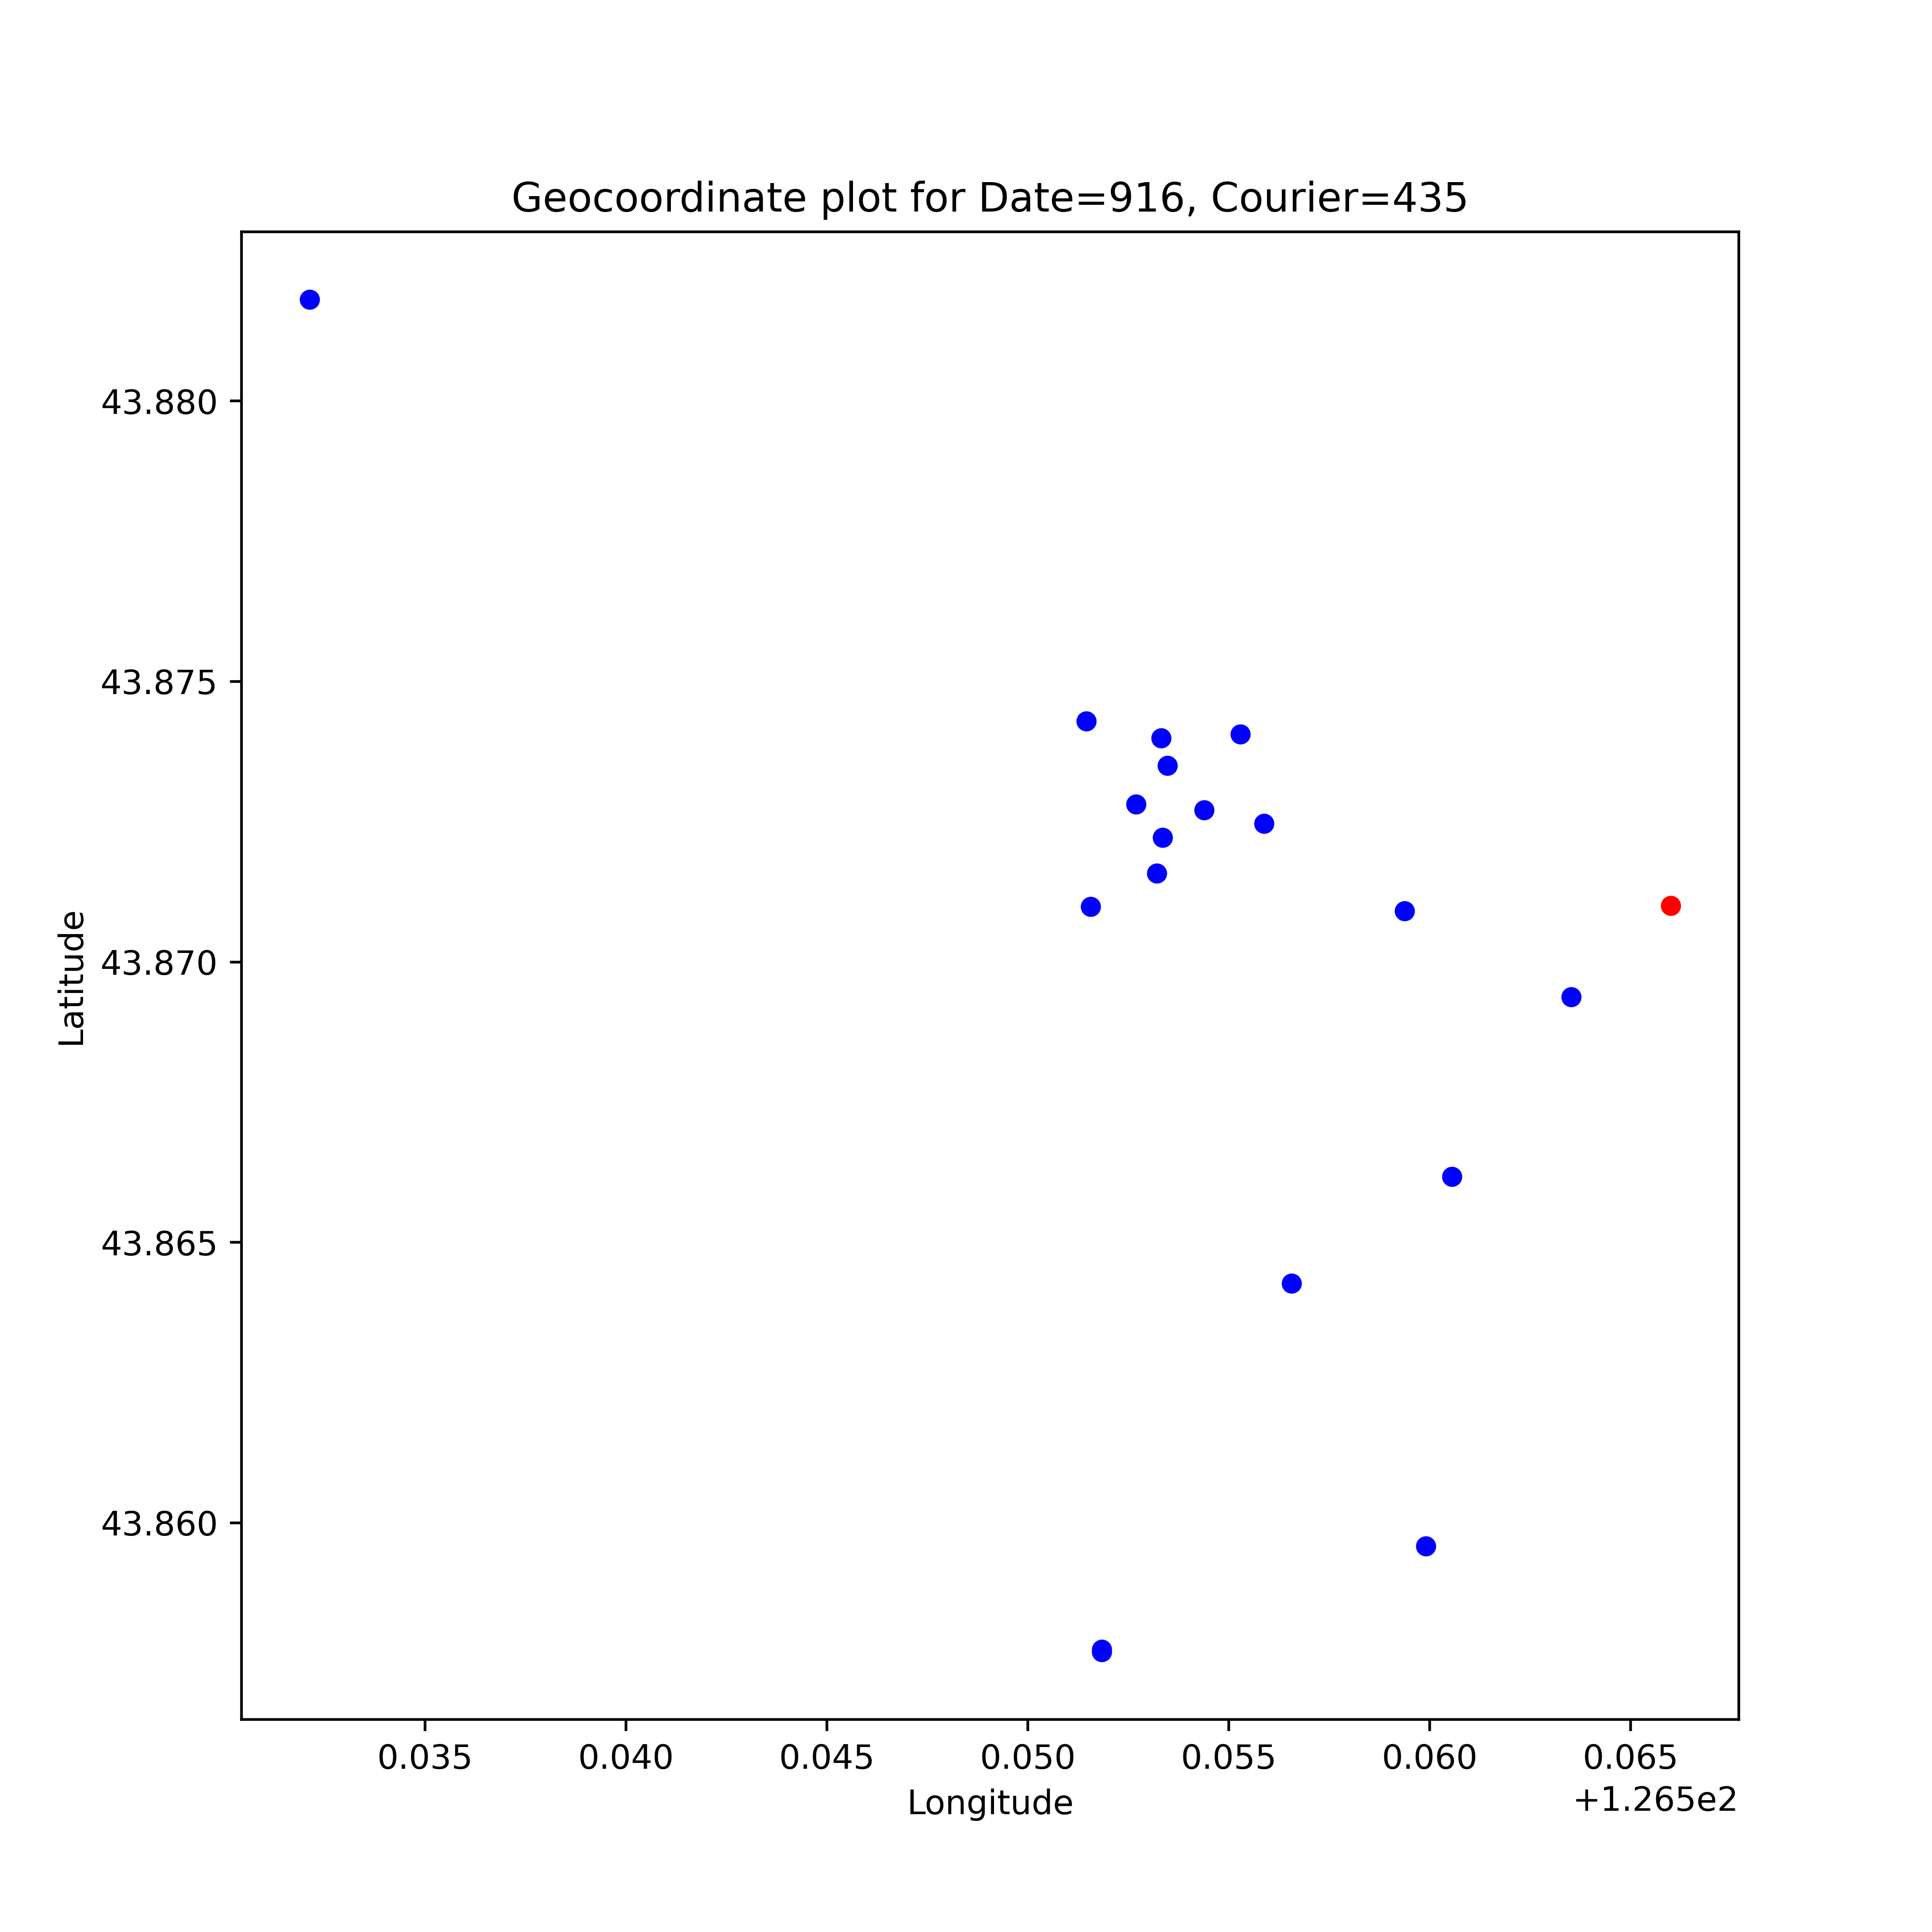 Geocoordinate plot for Date=916, Courier=435
43.880
43.875
43.870
43.865
43.860
Latitude
0.035 0.040 0.045 0.050 0.055 0.060 0.065
+1.265e2
Longitude